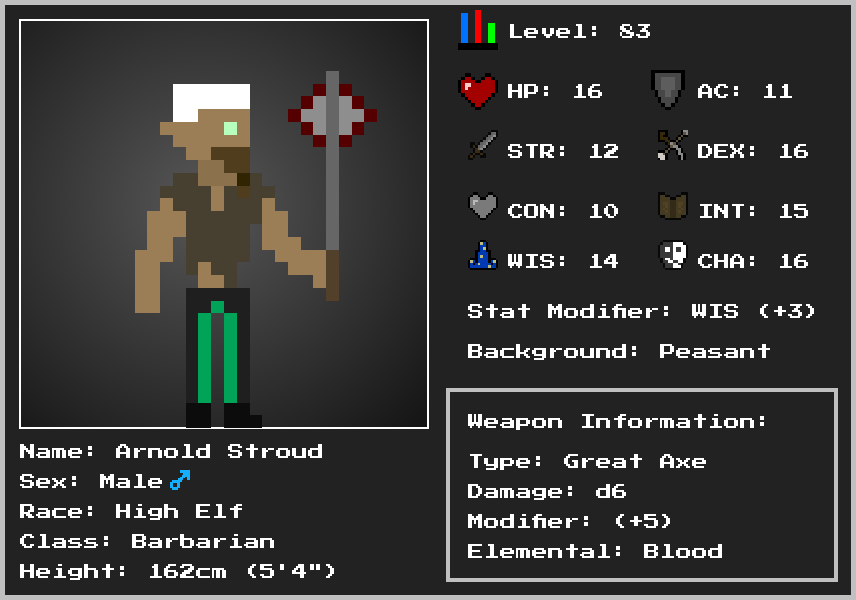 Level: 83
HP: 16
AC: 11
STR: 12
DEX: 16
CON: 10
INT: 15
WIS: 14
CHA: 16
Stat Modifier: WIS (+3)
Background: Peasant
Weapon Information:
Type: Great Axe
Damage: d6
Modifier: (+5)
Elemental: Blood
Name: Arnold Stroud
Sex: Male♂
Race: High Elf
Class: Barbarian
Height: 162cm (5'4")